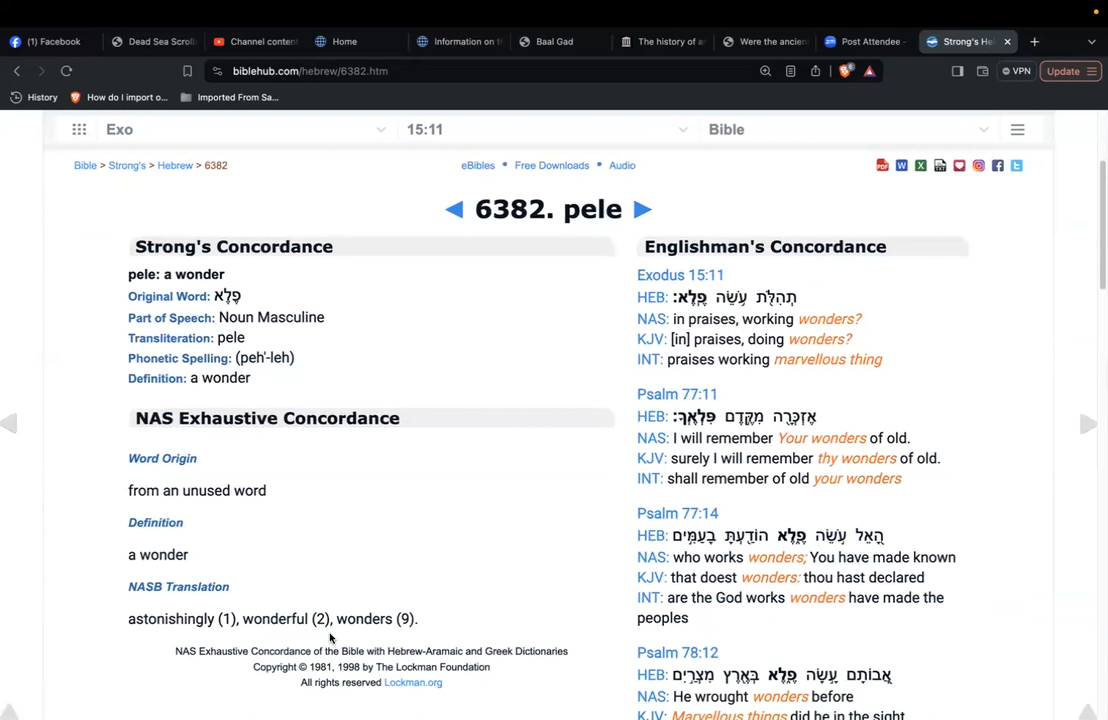 (1) Facebook
Dead Sea Scroll
Channel content
Home
Information on t
Baal Gad
The history of a
Were the ancien
Post Attendee -
Strong's He
biblehub.com/hebrew/6382.htm
VPN
Update
History
How do I import o...
Imported From Sa...
Exo
15:11
Bible
Bible > Strong's > Hebrew > 6382
eBibles • Free Downloads • Audio
6382. pele
Strong's Concordance
pele: a wonder
Original Word: פֶּלֶא
Part of Speech: Noun Masculine
Transliteration: pele
Phonetic Spelling: (peh'-leh)
Definition: a wonder
NAS Exhaustive Concordance
Word Origin
from an unused word
Definition
a wonder
NASB Translation
astonishingly (1), wonderful (2), wonders (9).
NAS Exhaustive Concordance of the Bible with Hebrew-Aramaic and Greek Dictionaries
Copyright © 1981, 1998 by The Lockman Foundation
All rights reserved Lockman.org
Englishman's Concordance
Exodus 15:11
HEB: תְהִלֹּ֖ת עֹ֥שֵׂה פֶֽלֶא׃
NAS: in praises, working wonders?
KJV: [in] praises, doing wonders?
INT: praises working marvellous thing
Psalm 77:11
HEB: אֶזְכְּרָ֖ה מִקֶּ֣דֶם פִּלְאֶֽךָ׃
NAS: I will remember Your wonders of old.
KJV: surely I will remember thy wonders of old.
INT: shall remember of old your wonders
Psalm 77:14
HEB: הָ֭אֵל עֹ֣שֵׂה פֶ֑לֶא הוֹדַ֖עְתָּ בָעַמִּ֣ים
NAS: who works wonders; You have made known
KJV: that doest wonders: thou hast declared
INT: are the God works wonders have made the
peoples
Psalm 78:12
HEB: אֲ֭בוֹתָם עָ֣שָׂה פֶ֑לֶא בְּאֶ֖רֶץ מִצְרַ֣יִם
NAS: He wrought wonders before
KJV: Marvellous things did he in the sight